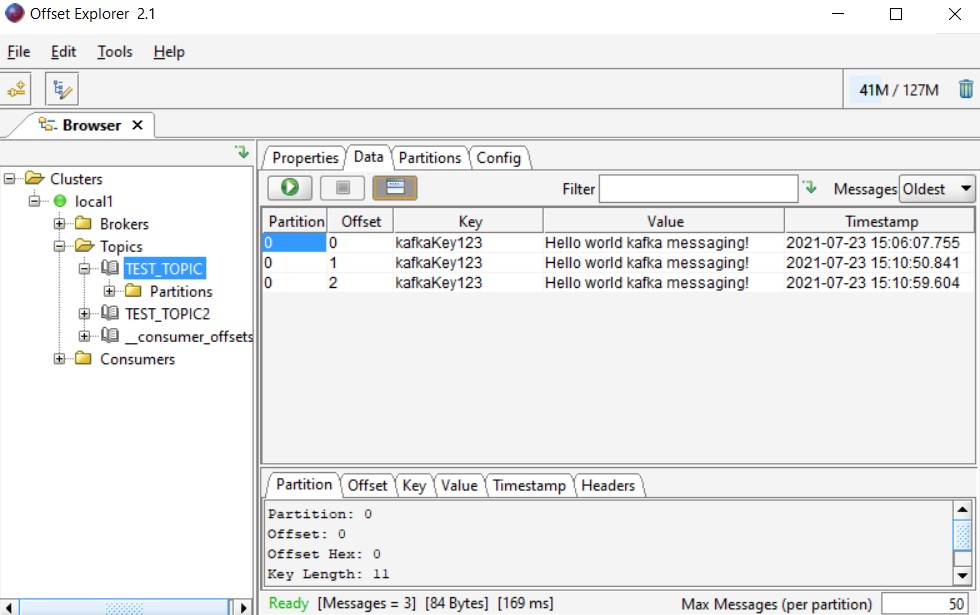 Offset Explorer 2.1
File Edit Tools Help
41M / 127M
Browser
Clusters
local1
Brokers
Topics
TEST_TOPIC
Partitions
TEST_TOPIC2
__consumer_offsets
Consumers
Properties Data Partitions Config
Filter Messages Oldest
Partition Offset Key Value Timestamp
0 0 kafkaKey123 Hello world kafka messaging! 2021-07-23 15:06:07.755
0 1 kafkaKey123 Hello world kafka messaging! 2021-07-23 15:10:50.841
0 2 kafkaKey123 Hello world kafka messaging! 2021-07-23 15:10:59.604
Partition Offset Key Value Timestamp Headers
Partition: 0
Offset: 0
Offset Hex: 0
Key Length: 11
Ready [Messages = 3] [84 Bytes] [169 ms] Max Messages (per partition) 50